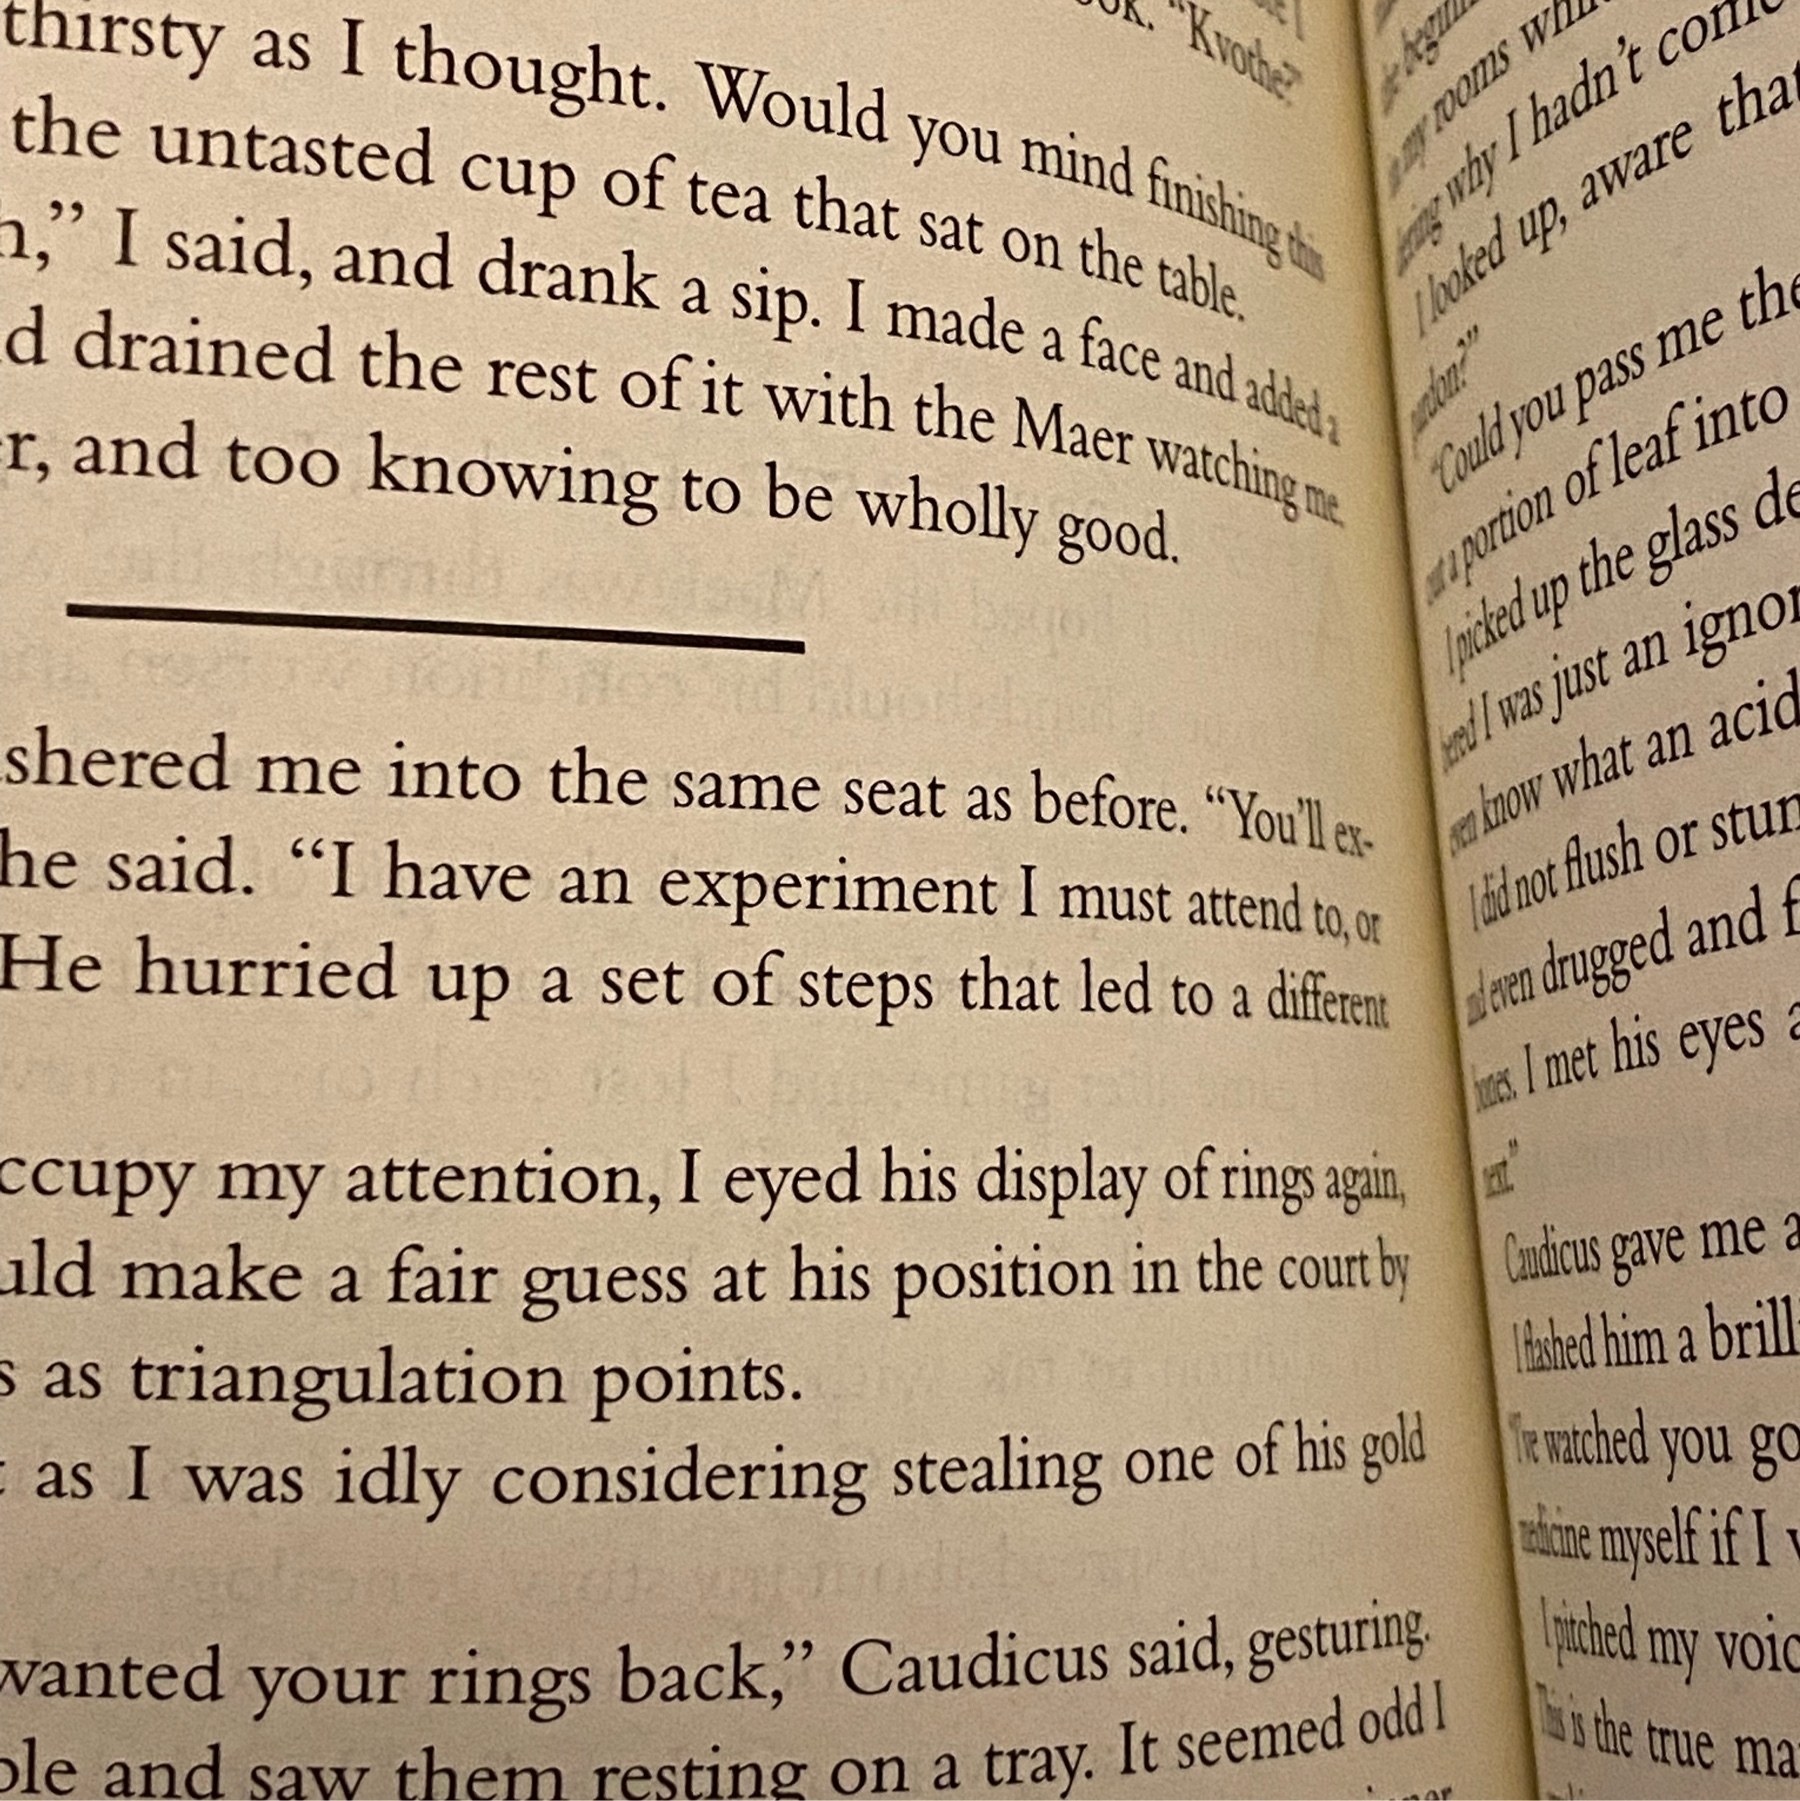 "Kvothe?"
thirsty as I thought. Would you mind finishing this
the untasted cup of tea that sat on the table.
," I said, and drank a sip. I made a face and added a
drained the rest of it with the Maer watching me.
and too knowing to be wholly good.
shered me into the same seat as before. "You'll ex-
he said. "I have an experiment I must attend to, or
He hurried up a set of steps that led to a different
ccupy my attention, I eyed his display of rings again,
uld make a fair guess at his position in the court by
s as triangulation points.
as I was idly considering stealing one of his gold
wanted your rings back," Caudicus said, gesturing.
ble and saw them resting on a tray. It seemed odd I
my rooms
why I hadn't come
I looked up, aware that
pardon?"
"Could you pass me the
out a portion of leaf into
I picked up the glass de
I was just an ignor
even know what an acid
I did not flush or stun
and even drugged and f
bones. I met his eyes a
text."
Caudicus gave me a
I flashed him a brill
"I've watched you go
medicine myself if I
I pitched my voic
This is the true ma